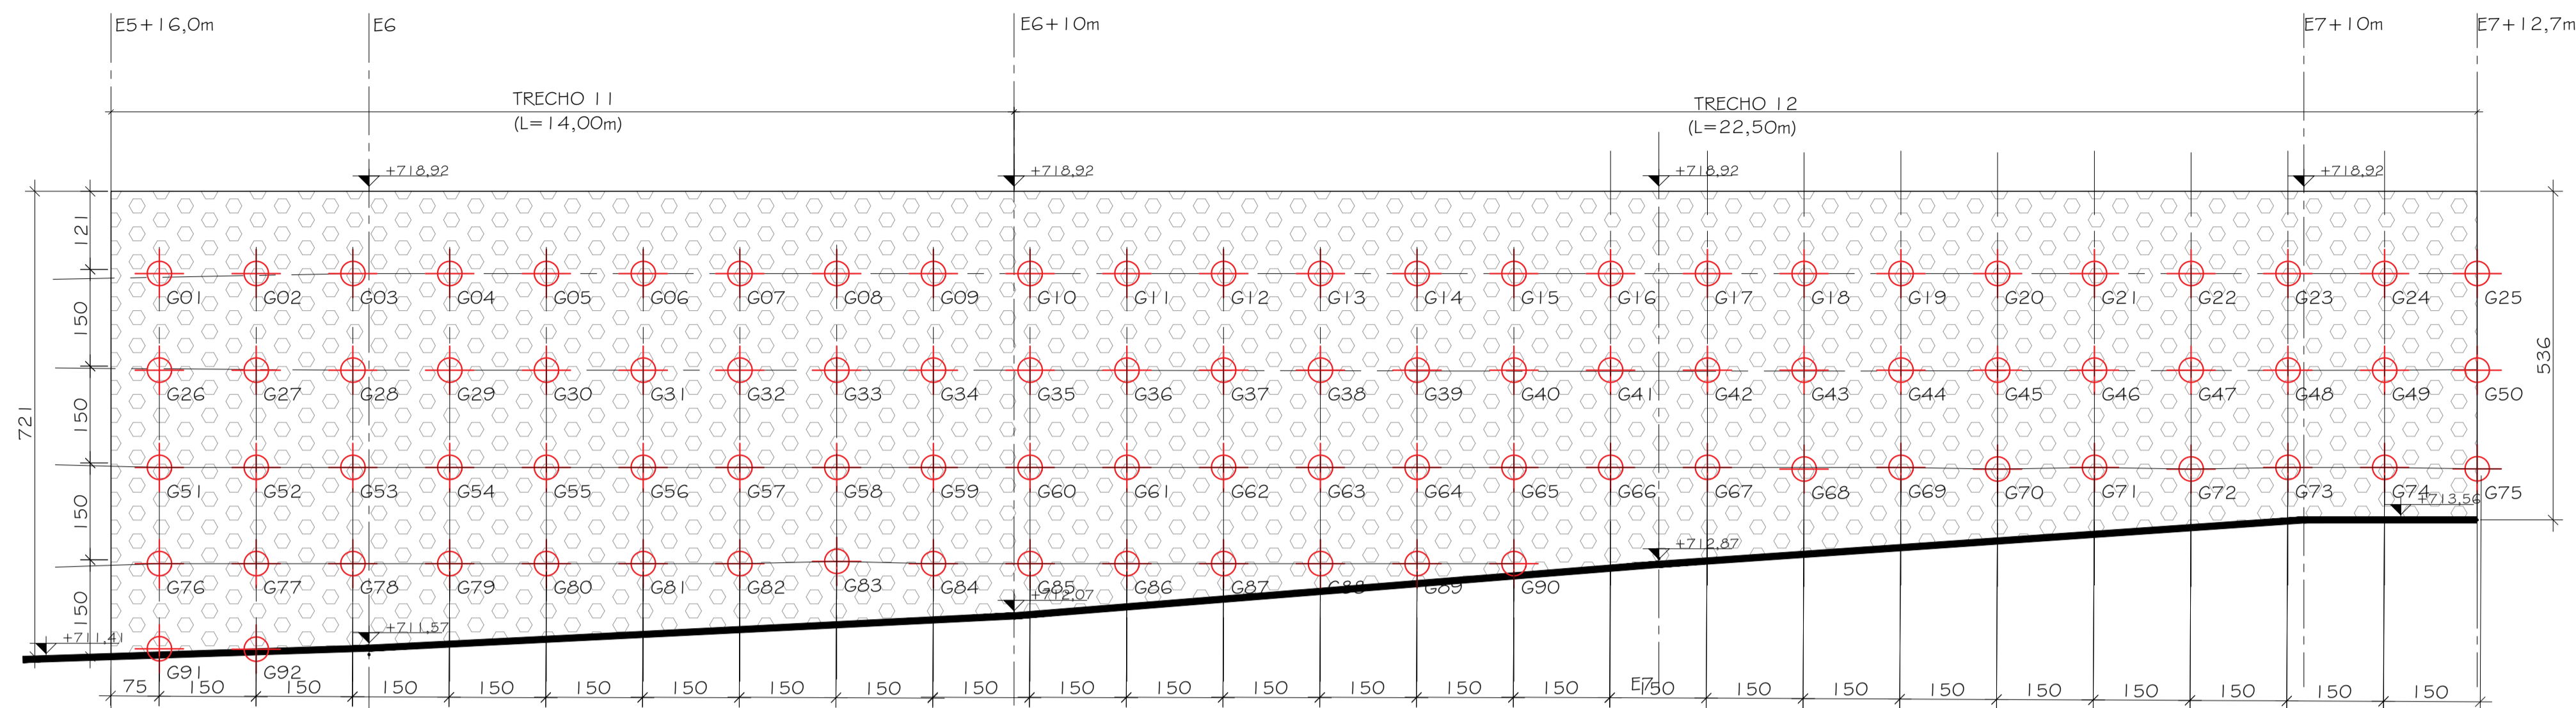 E5+16,0m
E6
E6+10m
E7+10m
E7+12,7m
TRECHO 11
(L=14,00m)
TRECHO 12
(L=22,50m)
+718,92
+718,92
+718,92
+718,92
121
G01 G02 G03 G04 G05 G06 G07 G08 G09 G10 G11 G12 G13 G14 G15 G16 G17 G18 G19 G20 G21 G22 G23 G24 G25
150
536
G26 G27 G28 G29 G30 G31 G32 G33 G34 G35 G36 G37 G38 G39 G40 G41 G42 G43 G44 G45 G46 G47 G48 G49 G50
721
150
G51 G52 G53 G54 G55 G56 G57 G58 G59 G60 G61 G62 G63 G64 G65 G66 G67 G68 G69 G70 G71 G72 G73 G74 G75
+713,56
150
+712,87
G76 G77 G78 G79 G80 G81 G82 G83 G84 G85 G86 G87 G88 G89 G90
+712,07
150
+711,57
+711,41
G91 G92
75 150 150 150 150 150 150 150 150 150 150 150 150 150 150 150 150 150 150 150 150 150 150 150 150
E7